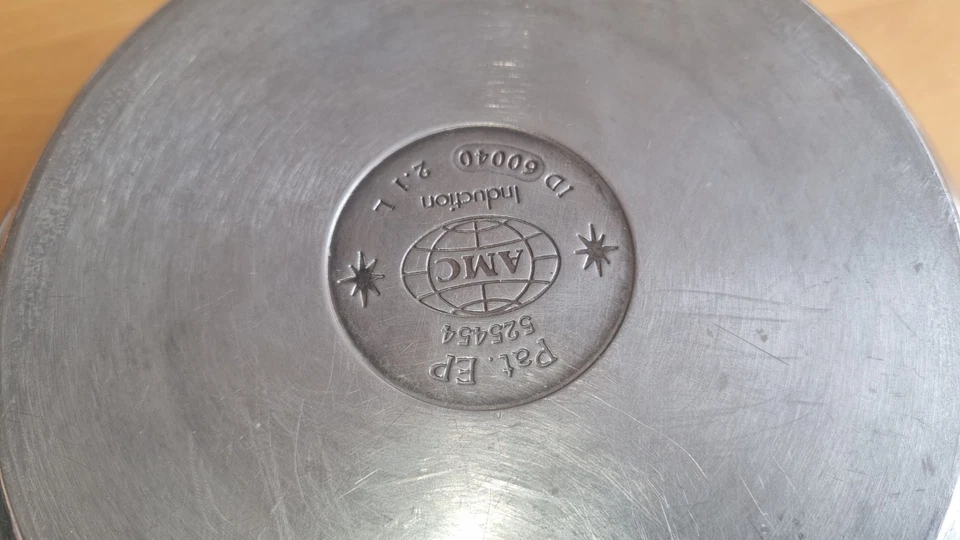 Pat. EP
525454
AMC
Induction
ID 60040 2.1 L